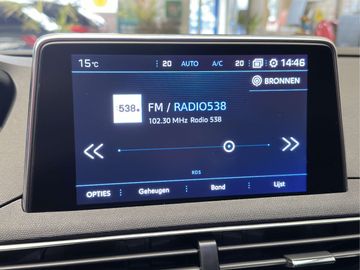 15°C 20 AUTO A/C 20 14:46
BRONNEN
538 FM / RADIO538
102.30 MHz Radio 538
RDS
OPTIES Geheugen Band Lijst